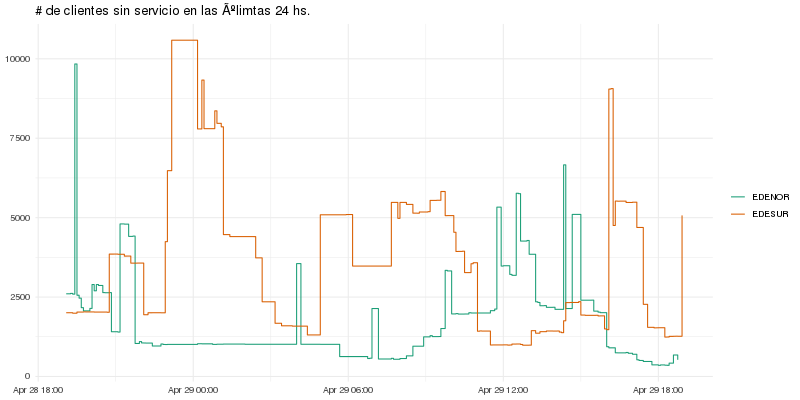 # de clientes sin servicio en las Ãºlimtas 24 hs.
10000
7500
5000
2500
0
Apr 28 18:00 Apr 29 00:00 Apr 29 06:00 Apr 29 12:00 Apr 29 18:00
EDENOR
EDESUR